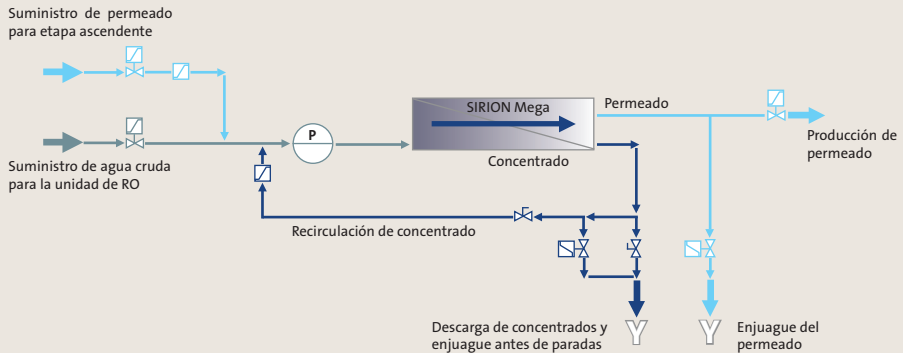 Suministro de permeado
para etapa ascendente
SIRION Mega
Permeado
P
Producción de
permeado
Suministro de agua cruda
para la unidad de RO
Concentrado
Recirculación de concentrado
Descarga de concentrados y
enjuague antes de paradas
Enjuague del
permeado